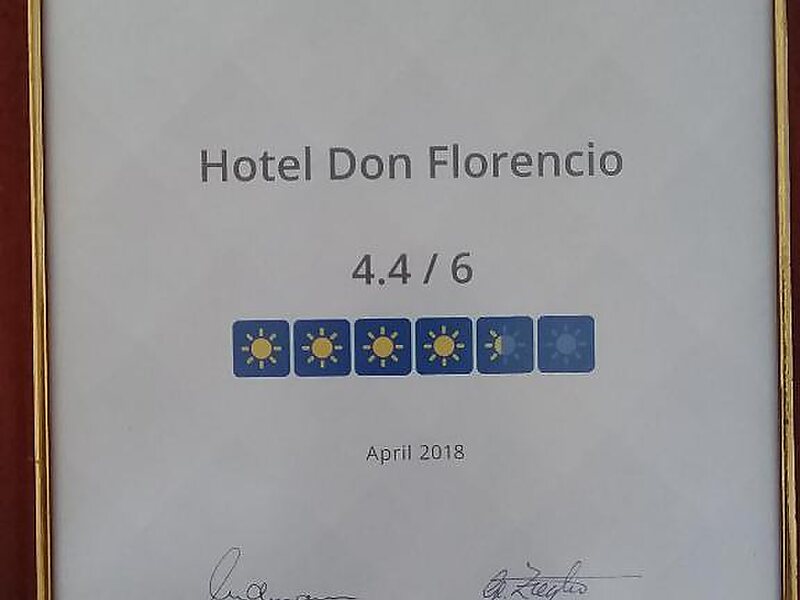 Hotel Don Florencio
4.4 / 6
April 2018